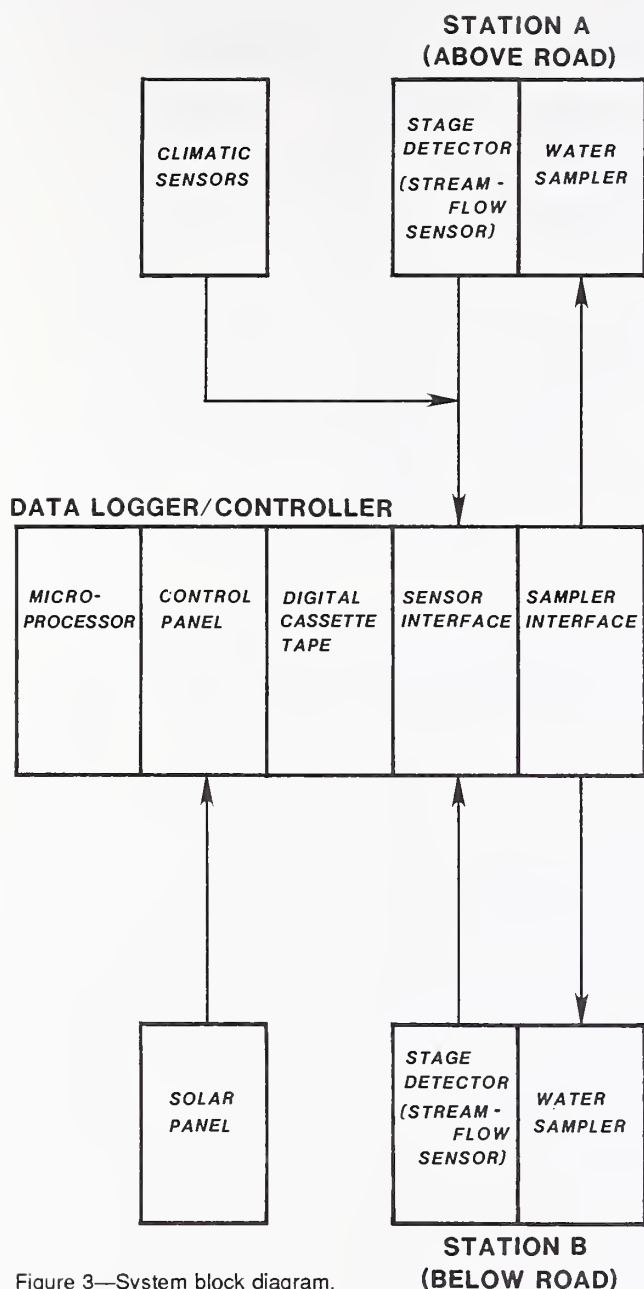 STATION A
(ABOVE ROAD)
CLIMATIC
SENSORS
STAGE
DETECTOR
(STREAM-
FLOW
SENSOR)
WATER
SAMPLER
DATA LOGGER/CONTROLLER
MICRO-
PROCESSOR
CONTROL
PANEL
DIGITAL
CASSETTE
TAPE
SENSOR
INTERFACE
SAMPLER
INTERFACE
SOLAR
PANEL
STAGE
DETECTOR
(STREAM-
FLOW
SENSOR)
WATER
SAMPLER
STATION B
(BELOW ROAD)
Figure 3—System block diagram.